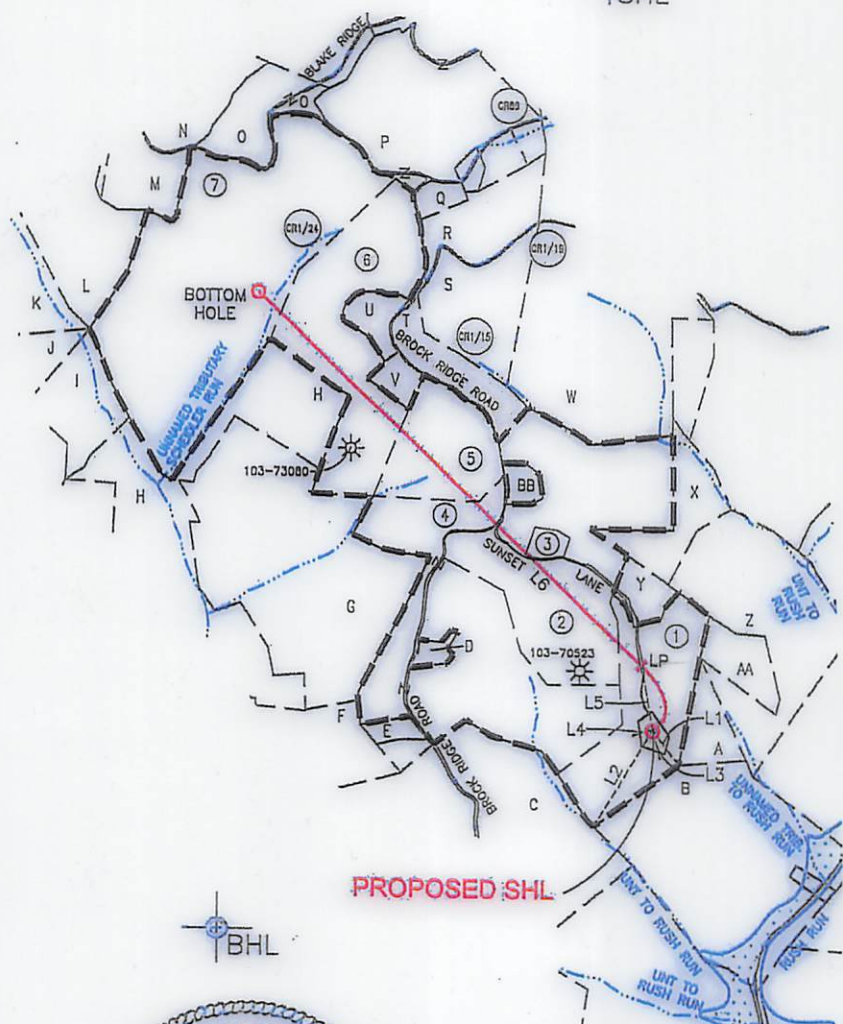 BLAKE RIDGE
Z
ZO
CR89
N
O
P
M
7
Z
Q
CR1/24
R
CR1/19
6
S
K
L
BOTTOM
HOLE
U
T
J
I
BROCK RIDGE ROAD
CR1/15
UNNAMED TRIBUTARY
SCHEIDLER RUN
V
H
W
103-73080
5
BB
X
H
4
3
SUNSET
L6
LANE
Y
UNT TO
RUSH
RUN
G
2
1
Z
D
103-70523
LP
AA
L5
F
E
L4
L1
A
L3
L2
B
BROCK RIDGE ROAD
C
UNNAMED TRIB.
TO RUSH RUN
PROPOSED SHL
UNT TO RUSH RUN
RUSH RUN
BHL
UNT TO
RUSH RUN